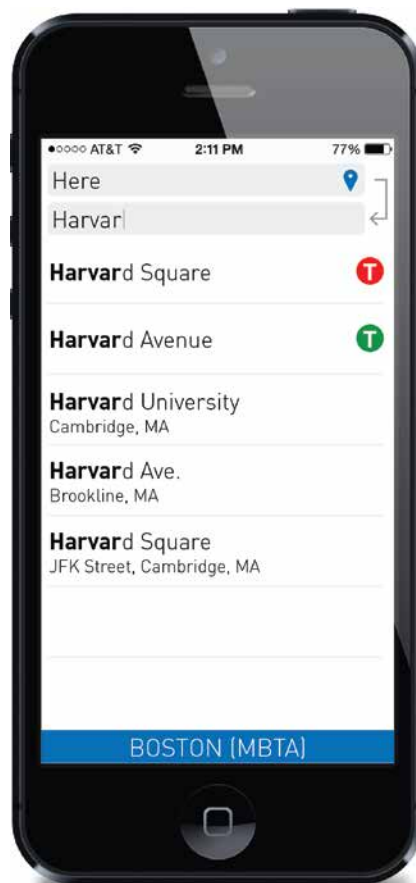 AT&T 2:11 PM 77%
Here
Harvar
Harvard Square T
Harvard Avenue T
Harvard University
Cambridge, MA
Harvard Ave.
Brookline, MA
Harvard Square
JFK Street, Cambridge, MA
BOSTON (MBTA)